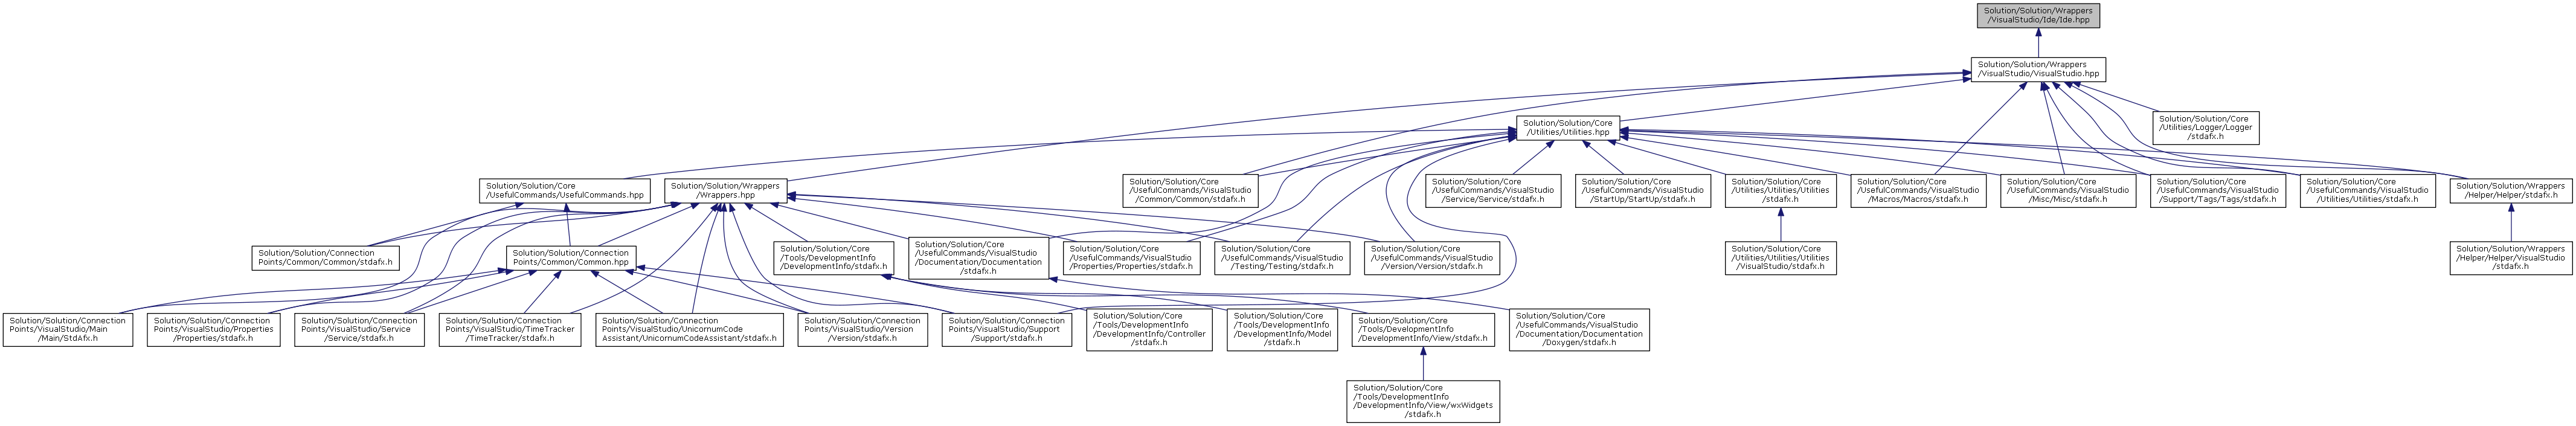 Solution/Solution/Wrappers
/VisualStudio/Ide/Ide.hpp
Solution/Solution/Wrappers
/VisualStudio/VisualStudio.hpp
Solution/Solution/Core
/Utilities/Logger/Logger
/stdafx.h
Solution/Solution/Core
/Utilities/Utilities.hpp
Solution/Solution/Core
/UsefulCommands/UsefulCommands.hpp
Solution/Solution/Wrappers
/Wrappers.hpp
Solution/Solution/Core
/UsefulCommands/VisualStudio
/Common/Common/stdafx.h
Solution/Solution/Core
/UsefulCommands/VisualStudio
/Service/Service/stdafx.h
Solution/Solution/Core
/UsefulCommands/VisualStudio
/StartUp/StartUp/stdafx.h
Solution/Solution/Core
/Utilities/Utilities/Utilities
/stdafx.h
Solution/Solution/Core
/UsefulCommands/VisualStudio
/Macros/Macros/stdafx.h
Solution/Solution/Core
/UsefulCommands/VisualStudio
/Misc/Misc/stdafx.h
Solution/Solution/Core
/UsefulCommands/VisualStudio
/Support/Tags/Tags/stdafx.h
Solution/Solution/Core
/UsefulCommands/VisualStudio
/Utilities/Utilities/stdafx.h
Solution/Solution/Wrappers
/Helper/Helper/stdafx.h
Solution/Solution/Connection
Points/Common/Common/stdafx.h
Solution/Solution/Connection
Points/Common/Common.hpp
Solution/Solution/Core
/Tools/DevelopmentInfo
/DevelopmentInfo/stdafx.h
Solution/Solution/Core
/UsefulCommands/VisualStudio
/Documentation/Documentation
/stdafx.h
Solution/Solution/Core
/UsefulCommands/VisualStudio
/Properties/Properties/stdafx.h
Solution/Solution/Core
/UsefulCommands/VisualStudio
/Testing/Testing/stdafx.h
Solution/Solution/Core
/UsefulCommands/VisualStudio
/Version/Version/stdafx.h
Solution/Solution/Core
/Utilities/Utilities/Utilities
/VisualStudio/stdafx.h
Solution/Solution/Wrappers
/Helper/Helper/VisualStudio
/stdafx.h
Solution/Solution/Connection
Points/VisualStudio/Main
/Main/StdAfx.h
Solution/Solution/Connection
Points/VisualStudio/Properties
/Properties/stdafx.h
Solution/Solution/Connection
Points/VisualStudio/Service
/Service/stdafx.h
Solution/Solution/Connection
Points/VisualStudio/TimeTracker
/TimeTracker/stdafx.h
Solution/Solution/Connection
Points/VisualStudio/UnicornumCode
Assistant/UnicornumCodeAssistant/stdafx.h
Solution/Solution/Connection
Points/VisualStudio/Version
/Version/stdafx.h
Solution/Solution/Connection
Points/VisualStudio/Support
/Support/stdafx.h
Solution/Solution/Core
/Tools/DevelopmentInfo
/DevelopmentInfo/Controller
/stdafx.h
Solution/Solution/Core
/Tools/DevelopmentInfo
/DevelopmentInfo/Model
/stdafx.h
Solution/Solution/Core
/Tools/DevelopmentInfo
/DevelopmentInfo/View/stdafx.h
Solution/Solution/Core
/UsefulCommands/VisualStudio
/Documentation/Documentation
/Doxygen/stdafx.h
Solution/Solution/Core
/Tools/DevelopmentInfo
/DevelopmentInfo/View/wxWidgets
/stdafx.h